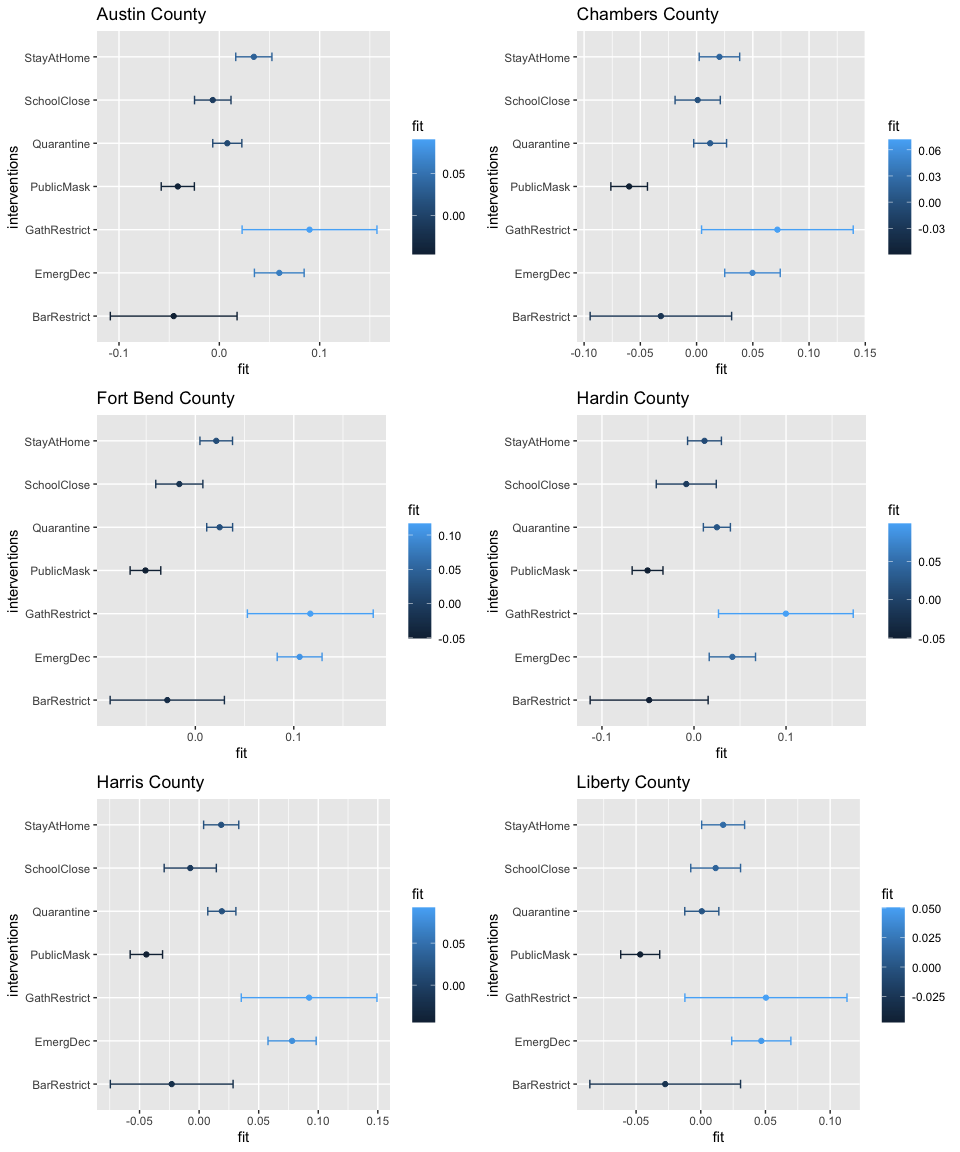 Austin County
interventions
StayAtHome
SchoolClose
Quarantine
PublicMask
GathRestrict
EmergDec
BarRestrict
-0.1 0.0 0.1
fit
fit
0.05
0.00
Chambers County
interventions
StayAtHome
SchoolClose
Quarantine
PublicMask
GathRestrict
EmergDec
BarRestrict
-0.10 -0.05 0.00 0.05 0.10 0.15
fit
fit
0.06
0.03
0.00
-0.03
Fort Bend County
interventions
StayAtHome
SchoolClose
Quarantine
PublicMask
GathRestrict
EmergDec
BarRestrict
0.0 0.1
fit
fit
0.10
0.05
0.00
-0.05
Hardin County
interventions
StayAtHome
SchoolClose
Quarantine
PublicMask
GathRestrict
EmergDec
BarRestrict
-0.1 0.0 0.1
fit
fit
0.05
0.00
-0.05
Harris County
interventions
StayAtHome
SchoolClose
Quarantine
PublicMask
GathRestrict
EmergDec
BarRestrict
-0.05 0.00 0.05 0.10 0.15
fit
fit
0.05
0.00
Liberty County
interventions
StayAtHome
SchoolClose
Quarantine
PublicMask
GathRestrict
EmergDec
BarRestrict
-0.05 0.00 0.05 0.10
fit
fit
0.050
0.025
0.000
-0.025